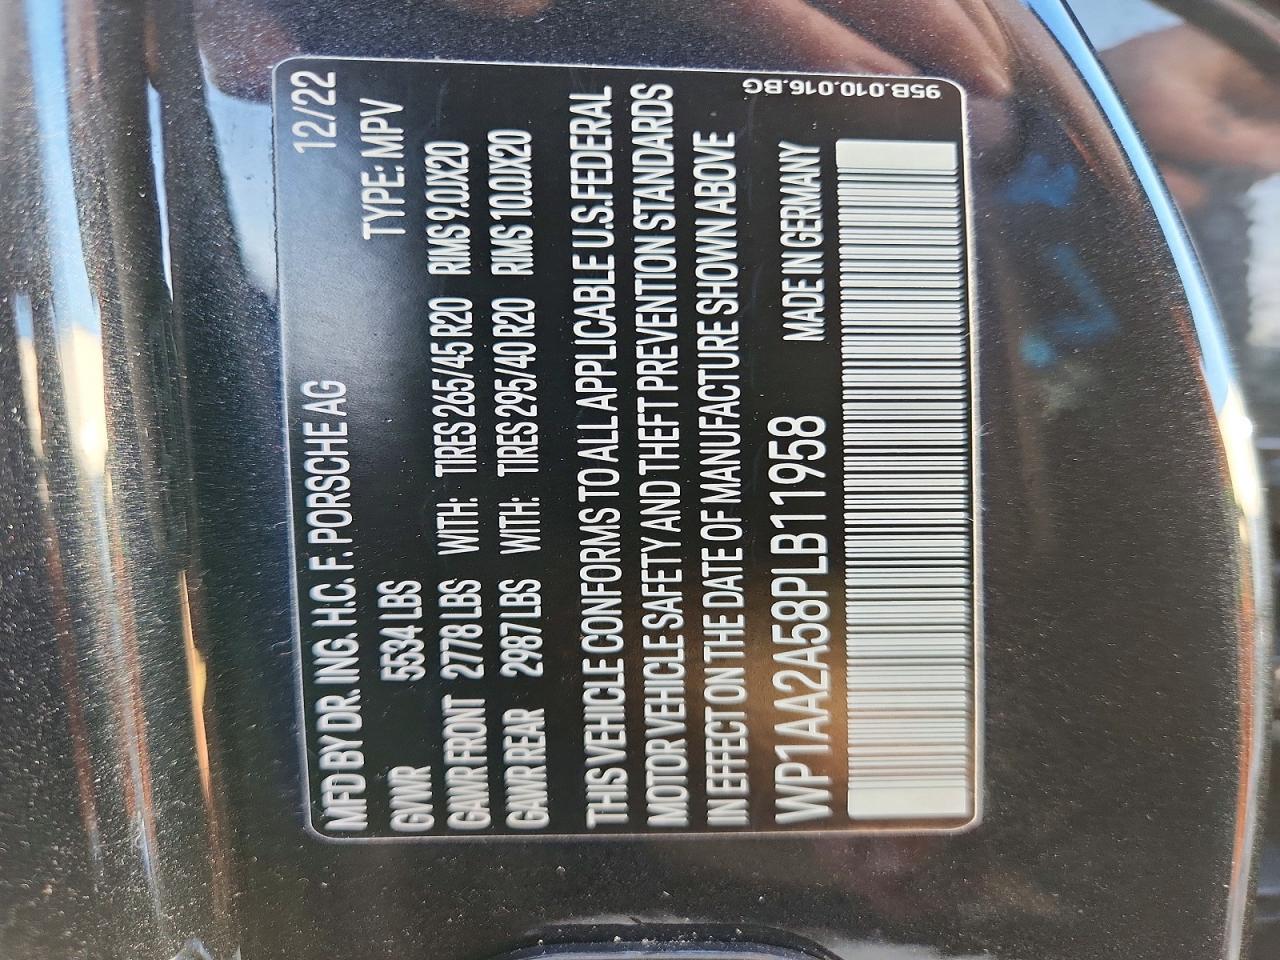 MFD BY DR. ING. H.C. F. PORSCHE AG 12/22
GVWR 5534 LBS TYPE: MPV
GAWR FRONT 2778 LBS WITH: TIRES 265/45 R20 RIMS 9.0JX20
GAWR REAR 2987 LBS WITH: TIRES 295/40 R20 RIMS 10.0JX20
THIS VEHICLE CONFORMS TO ALL APPLICABLE U.S. FEDERAL
MOTOR VEHICLE SAFETY AND THEFT PREVENTION STANDARDS
IN EFFECT ON THE DATE OF MANUFACTURE SHOWN ABOVE
WP1AA2A58PLB11958 MADE IN GERMANY
95B.010.016.BG